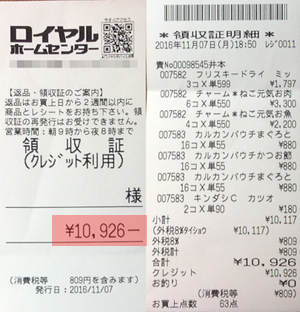 ロイヤル
ホームセンター
【返品・領収証のご案内】
返品はお買上日から2週間以内に
商品とレシートをお持ち下さい。領
収証の再発行はお受けできません。
営業時間:朝9時から夜8時まで
領収証
(クレジット利用)
様
¥10,926−
(消費税等 809円を含みます)
発行日:2016/11/07
＊領収証明細＊
2016年11月07日(月)18:50 レジ0011
責No00098545井本
007582 フリスキードライ ミッ
3コX単599 ¥1,797
007582 チャーム*ねこ元気お肉
6コX単550 ¥3,300
007582 チャーム*ねこ元気お魚
4コX単550 ¥2,200
007583 カルカンパウチまぐろと
16コX単55
007583 カルカンパウチかつお節
16コX単55
007583 カルカンパウチまぐろ
16コX単55
007582 キンダシC カツオ
2コX単90 ¥180
小計 ¥10,117
(外税8%タイショウ ¥10,117)
外税8% ¥809
外税計 ¥809
合計 ¥10,926
クレジット ¥10,926
お釣り ¥0
(消費税等 ¥809)
お買上点数 63点